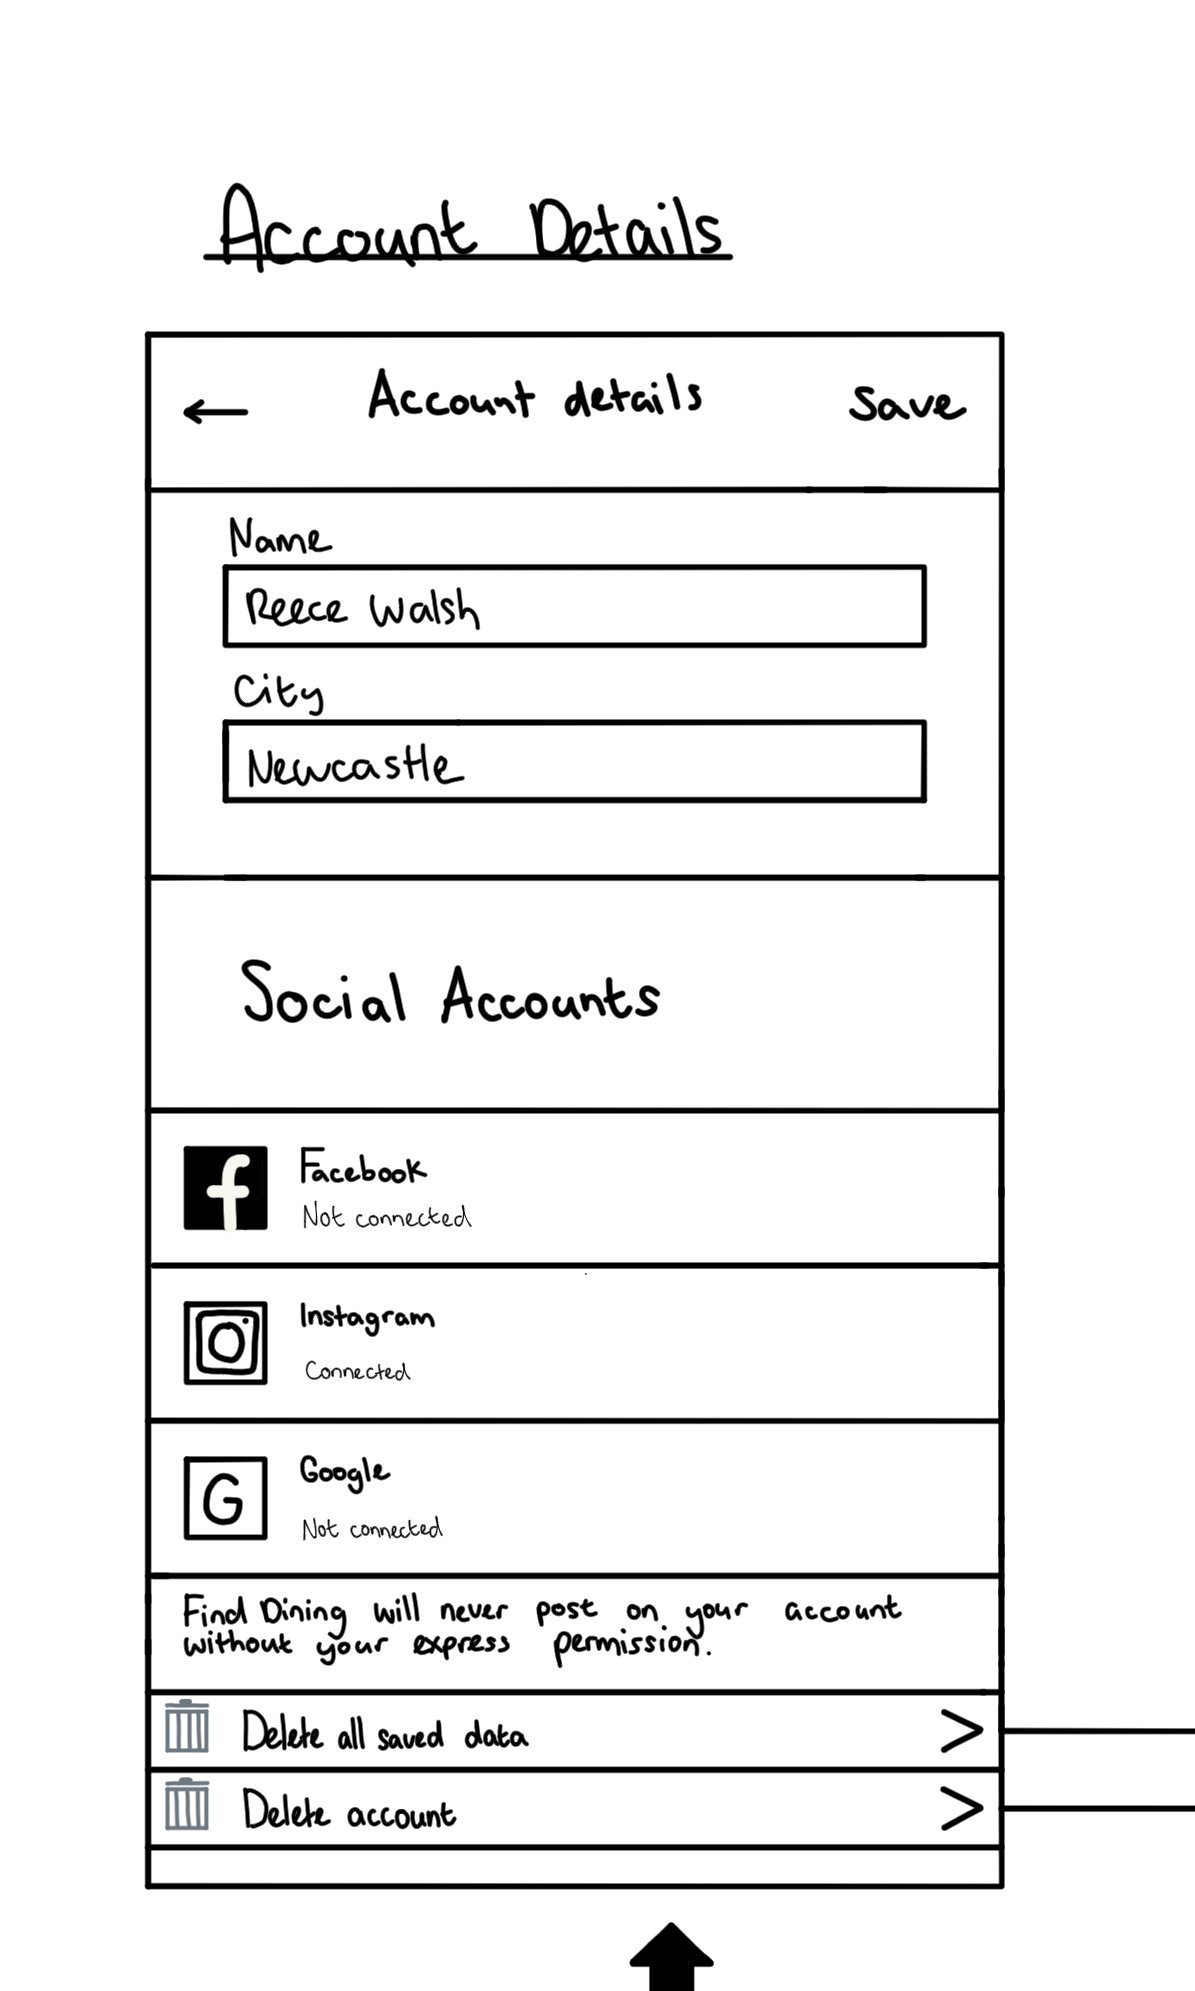 Account Details
Account details
Save
Name
Reece Walsh
City
Newcastle
Social Accounts
f
Facebook
Not connected
Instagram
Connected
G
Google
Not connected
Find Dining will never post on your account
without your express permission.
Delete all saved data
>
Delete account
>